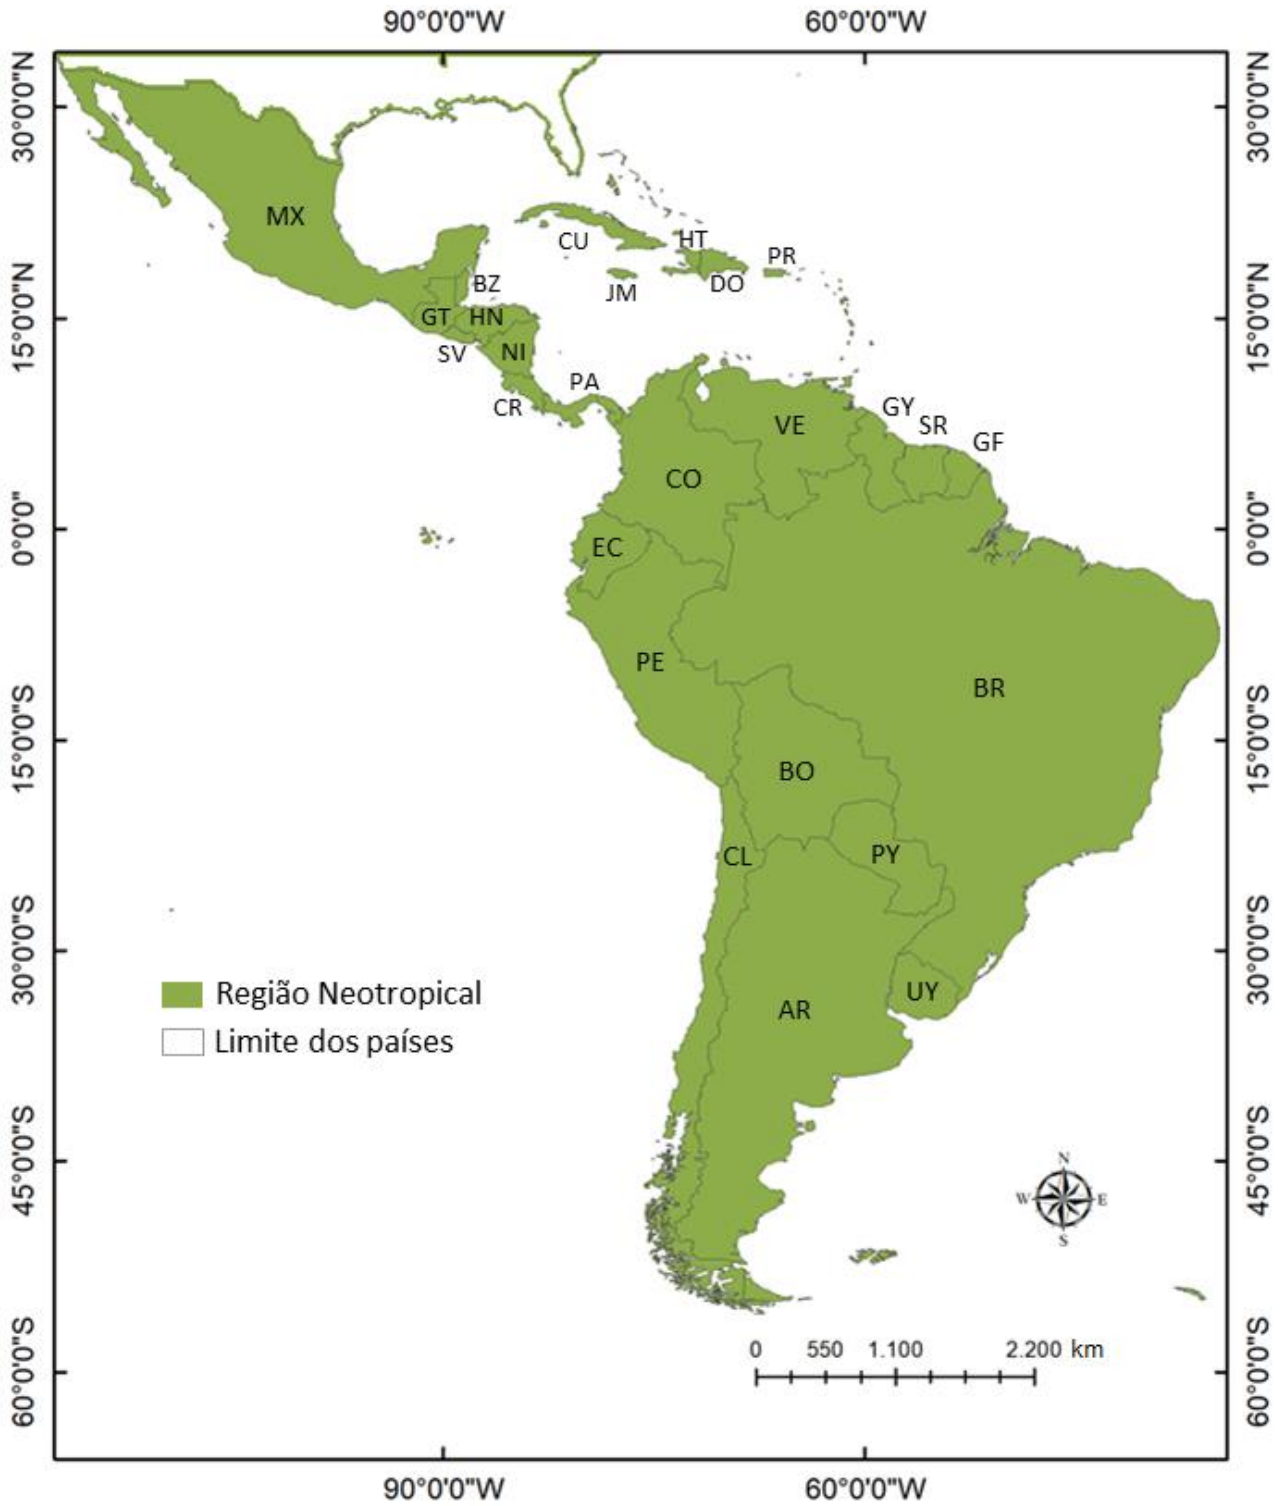 90°0'0"W 60°0'0"W
30°0'0"N 30°0'0"N
MX
CU HT PR
JM DO
BZ
15°0'0"N 15°0'0"N
GT HN
SV NI
PA
CR
GY
VE SR
GF
CO
0°0'0" 0°0'0"
EC
PE
BR
15°0'0"S 15°0'0"S
BO
CL PY
30°0'0"S 30°0'0"S
Região Neotropical
UY
AR
Limite dos países
45°0'0"S 45°0'0"S
N
W E
S
0 550 1.100 2.200 km
60°0'0"S 60°0'0"S
90°0'0"W 60°0'0"W